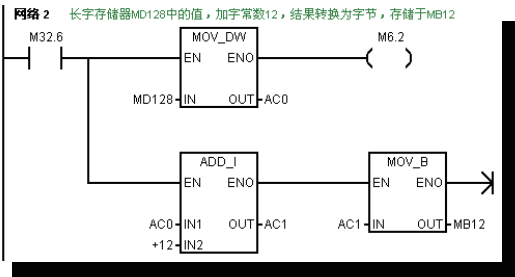 网络 2 长字存储器MD128中的值，加字常数12，结果转换为字节，存储于MB12
M32.6 MOV_DW M6.2
EN ENO
MD128 IN OUT AC0
ADD_I MOV_B
EN ENO EN ENO
AC0 IN1 OUT AC1 AC1 IN OUT MB12
+12 IN2